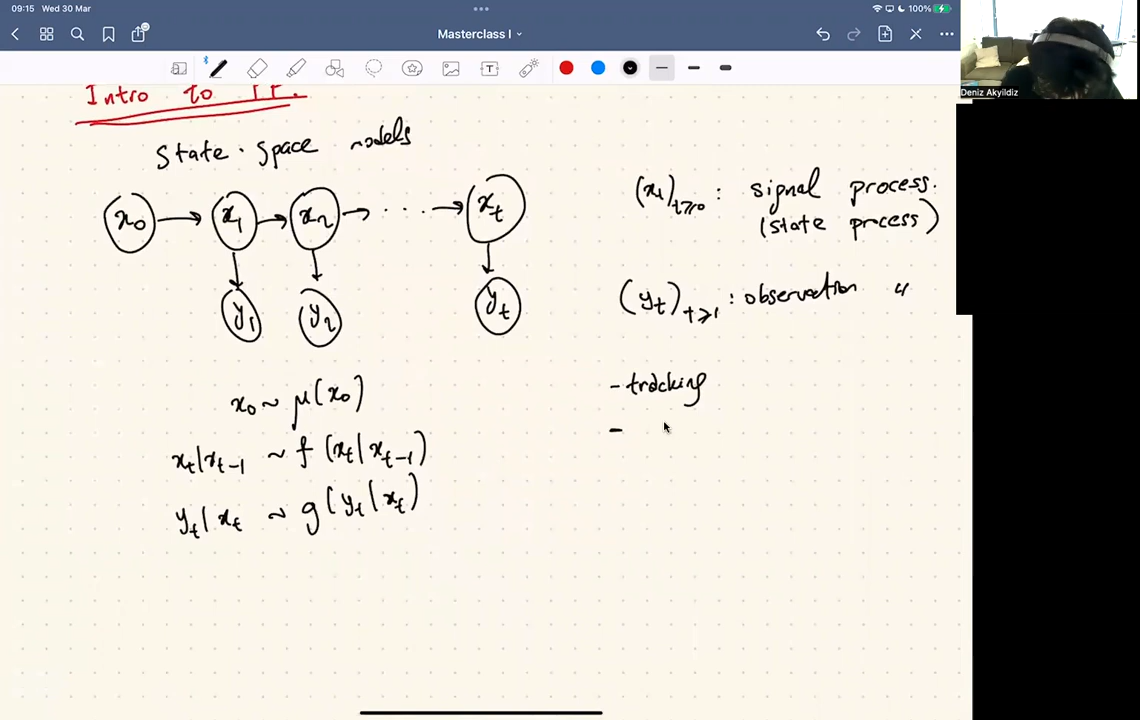 09:15 Wed 30 Mar
100%
Masterclass I
Deniz Akyildiz
Intro to PF.
State-space models
x₀ → x₁ → x₂ → ... → xₜ
y₁ y₂ yₜ
(xₜ)ₜ≥₀ : signal process.
(state process)
(yₜ)ₜ≥₁ : observation "
- tracking
-
x₀ ~ μ(x₀)
xₜ|xₜ₋₁ ~ f(xₜ|xₜ₋₁)
yₜ|xₜ ~ g(yₜ|xₜ)